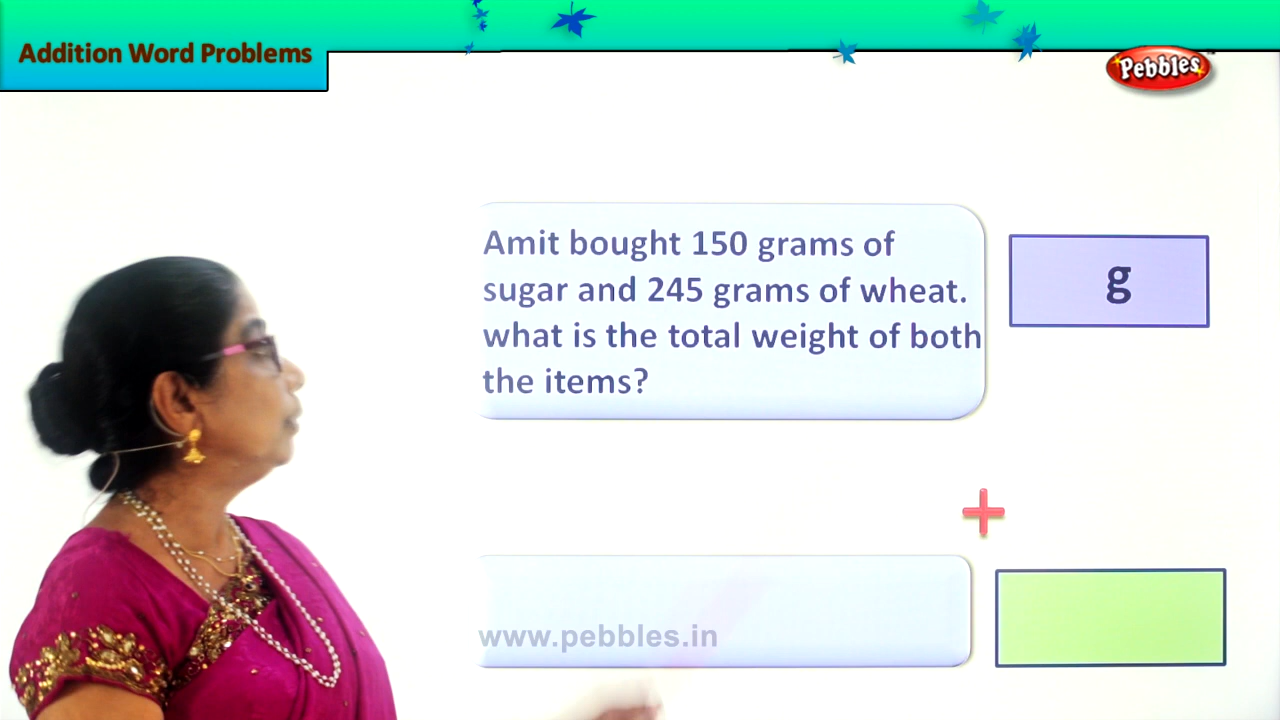 Addition Word Problems
Pebbles
Amit bought 150 grams of
sugar and 245 grams of wheat.
what is the total weight of both
the items?
g
+
www.pebbles.in